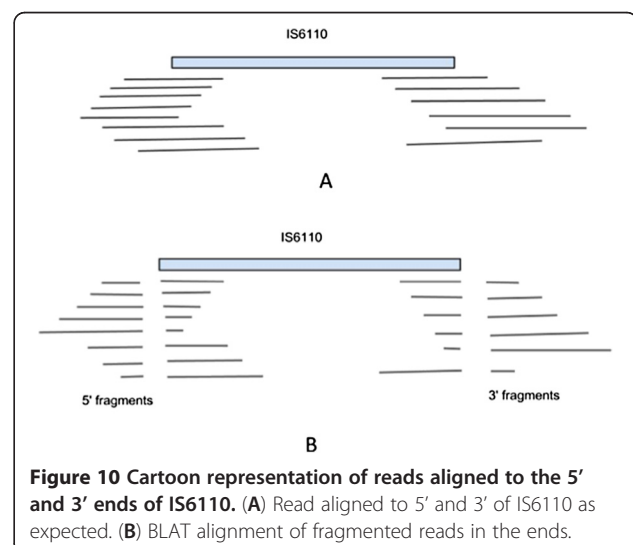 IS6110
A
IS6110
5' fragments
3' fragments
B
Figure 10 Cartoon representation of reads aligned to the 5’
and 3’ ends of IS6110. (A) Read aligned to 5’ and 3’ of IS6110 as
expected. (B) BLAT alignment of fragmented reads in the ends.